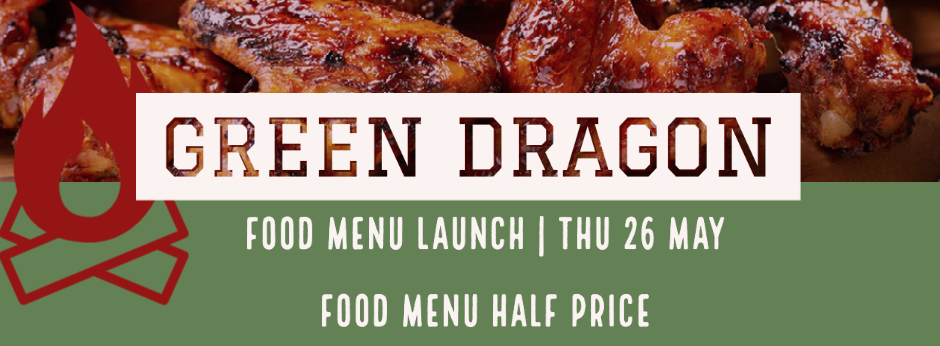 GREEN DRAGON
FOOD MENU LAUNCH | THU 26 MAY
FOOD MENU HALF PRICE